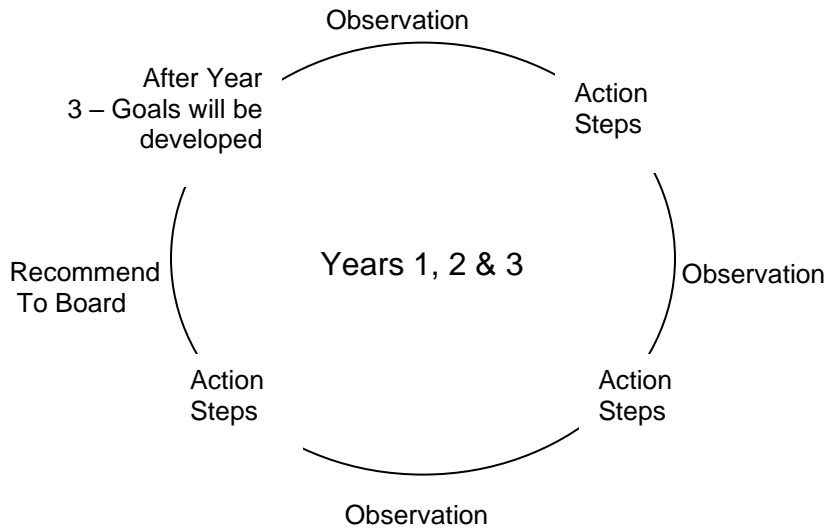 Observation
After Year
3 – Goals will be
developed
Action
Steps
Recommend
To Board
Years 1, 2 & 3
Observation
Action
Steps
Action
Steps
Observation